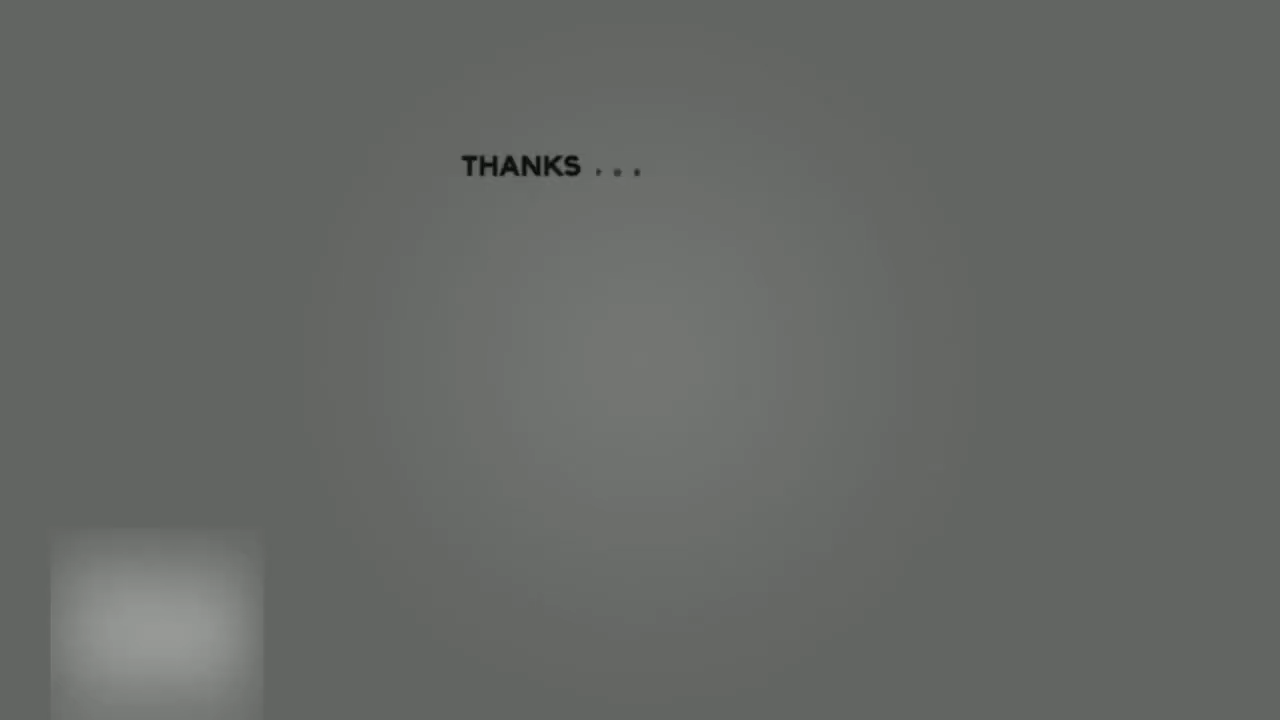 THANKS . . .